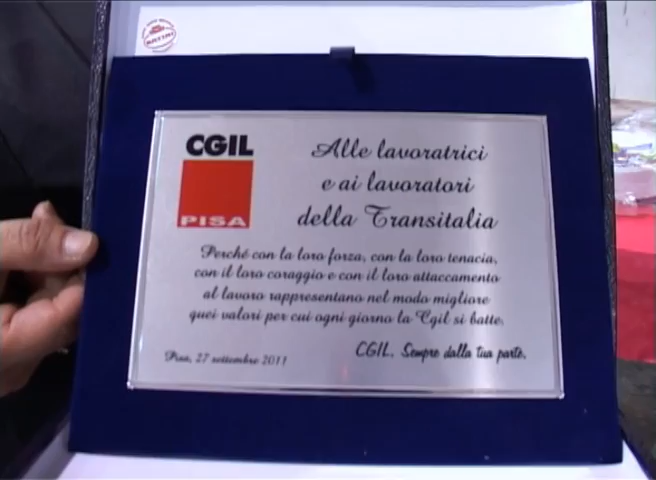 CGIL
PISA
Alle lavoratrici
e ai lavoratori
della Transitalia
Perché con la loro forza, con la loro tenacia,
con il loro coraggio e con il loro attaccamento
al lavoro rappresentano nel modo migliore
quei valori per cui ogni giorno la Cgil si batte.
Pisa, 27 settembre 2011
CGIL. Sempre dalla tua parte.